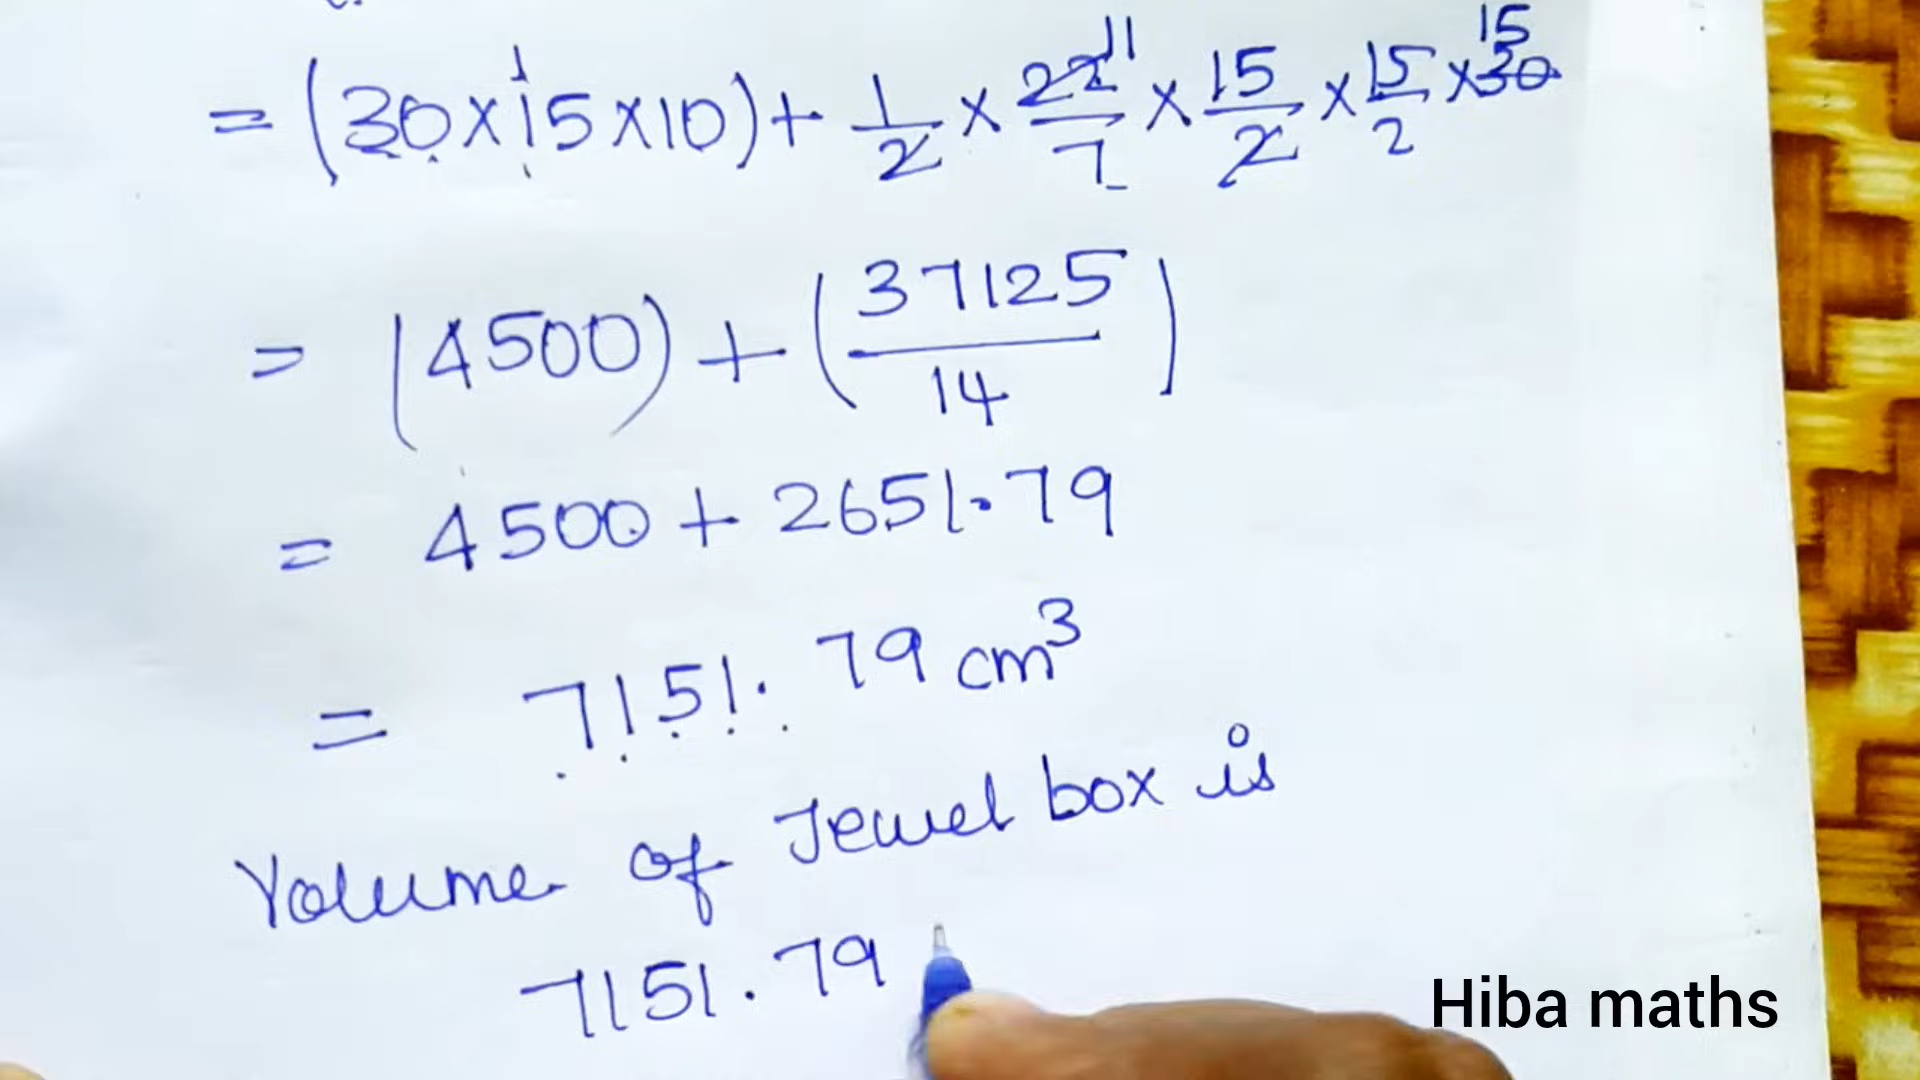 = (30×15×10) + 1/2 × 22/7 × 15/2 × 15/2 × 30
= (4500) + (37125/14)
= 4500 + 2651.79
= 7151.79 cm³
Volume of Jewel box is
7151.79
Hiba maths